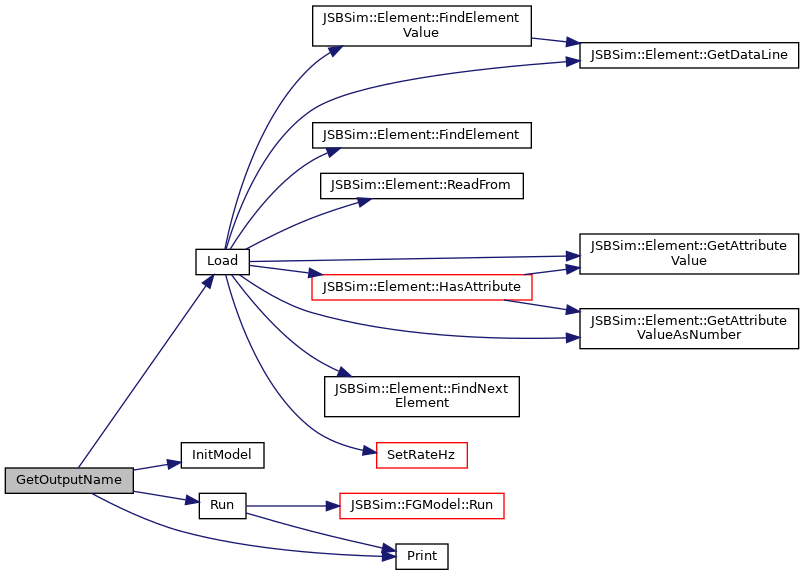 JSBSim::Element::FindElement
Value
JSBSim::Element::GetDataLine
JSBSim::Element::FindElement
JSBSim::Element::ReadFrom
Load
JSBSim::Element::GetAttribute
Value
JSBSim::Element::HasAttribute
JSBSim::Element::GetAttribute
ValueAsNumber
JSBSim::Element::FindNext
Element
InitModel
SetRateHz
GetOutputName
Run
JSBSim::FGModel::Run
Print